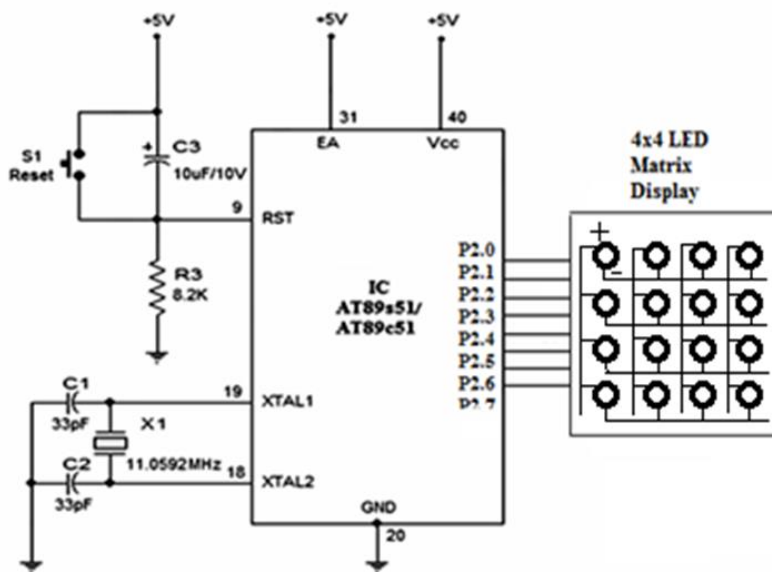 +5V
+5V
+5V
31
40
EA
Vcc
S1
Reset
+
C3
10uF/10V
9
RST
R3
8.2K
IC
AT89s51/
AT89c51
P2.0
P2.1
P2.2
P2.3
P2.4
P2.5
P2.6
P2.7
4x4 LED
Matrix
Display
+
-
C1
33pF
19
XTAL1
X1
11.0592MHz
C2
33pF
18
XTAL2
GND
20